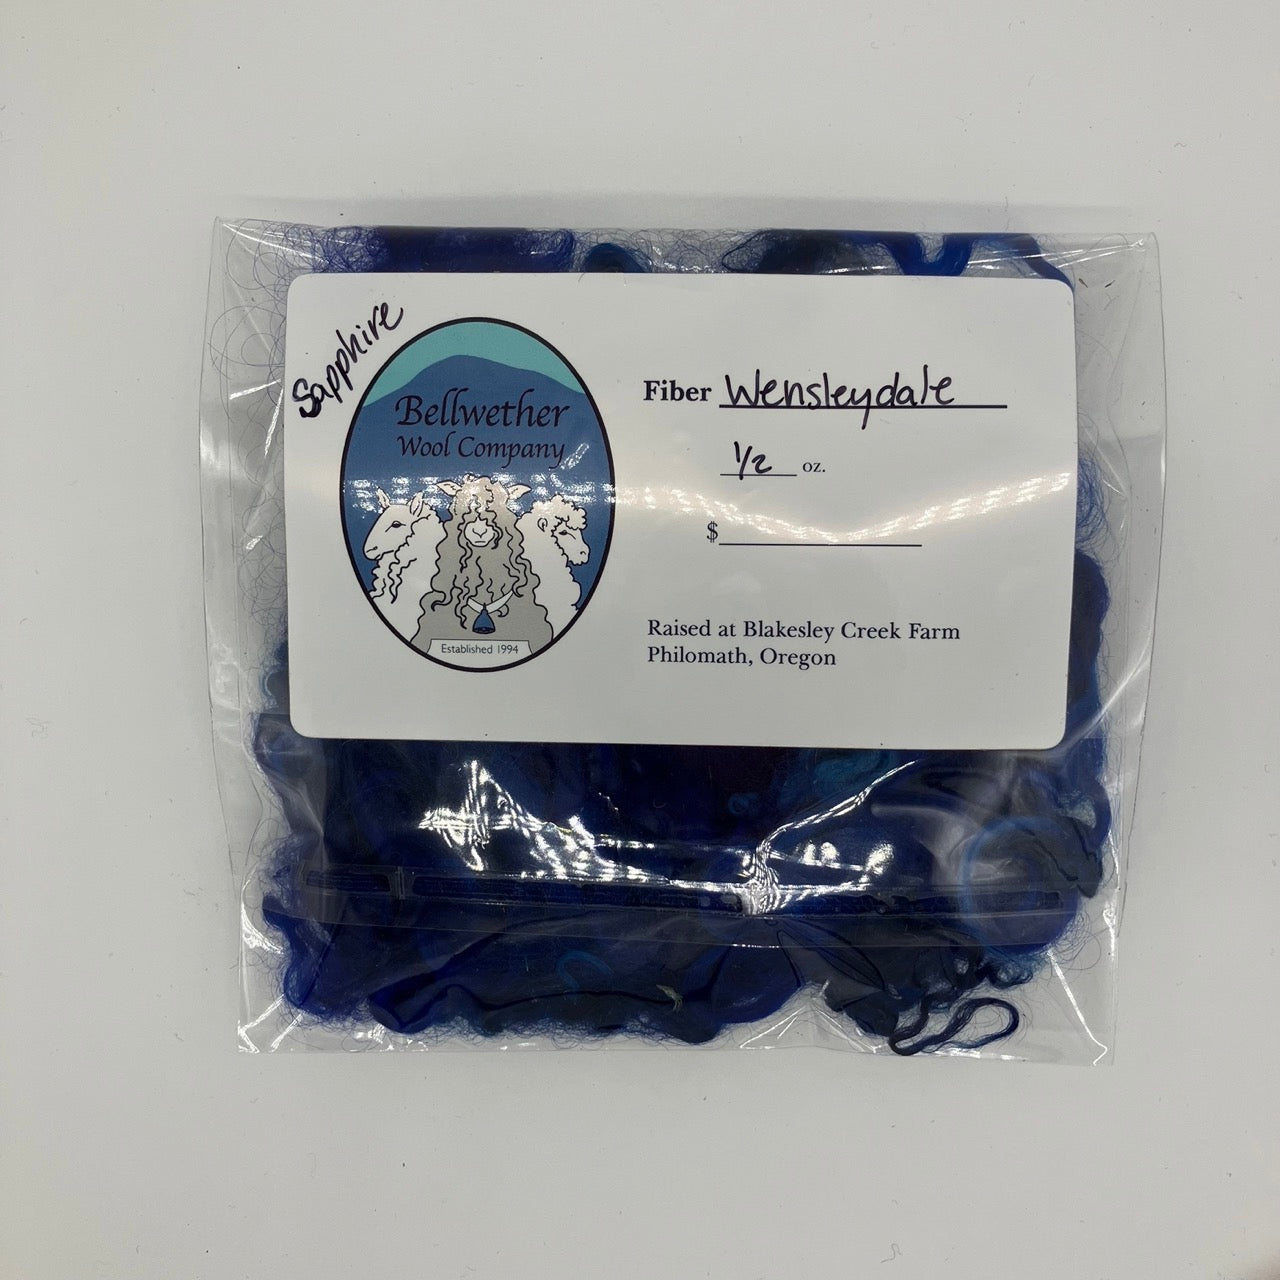 Sapphire
Bellwether
Wool Company
Established 1994
Fiber Wensleydale
1/2 oz.
$
Raised at Blakesley Creek Farm
Philomath, Oregon